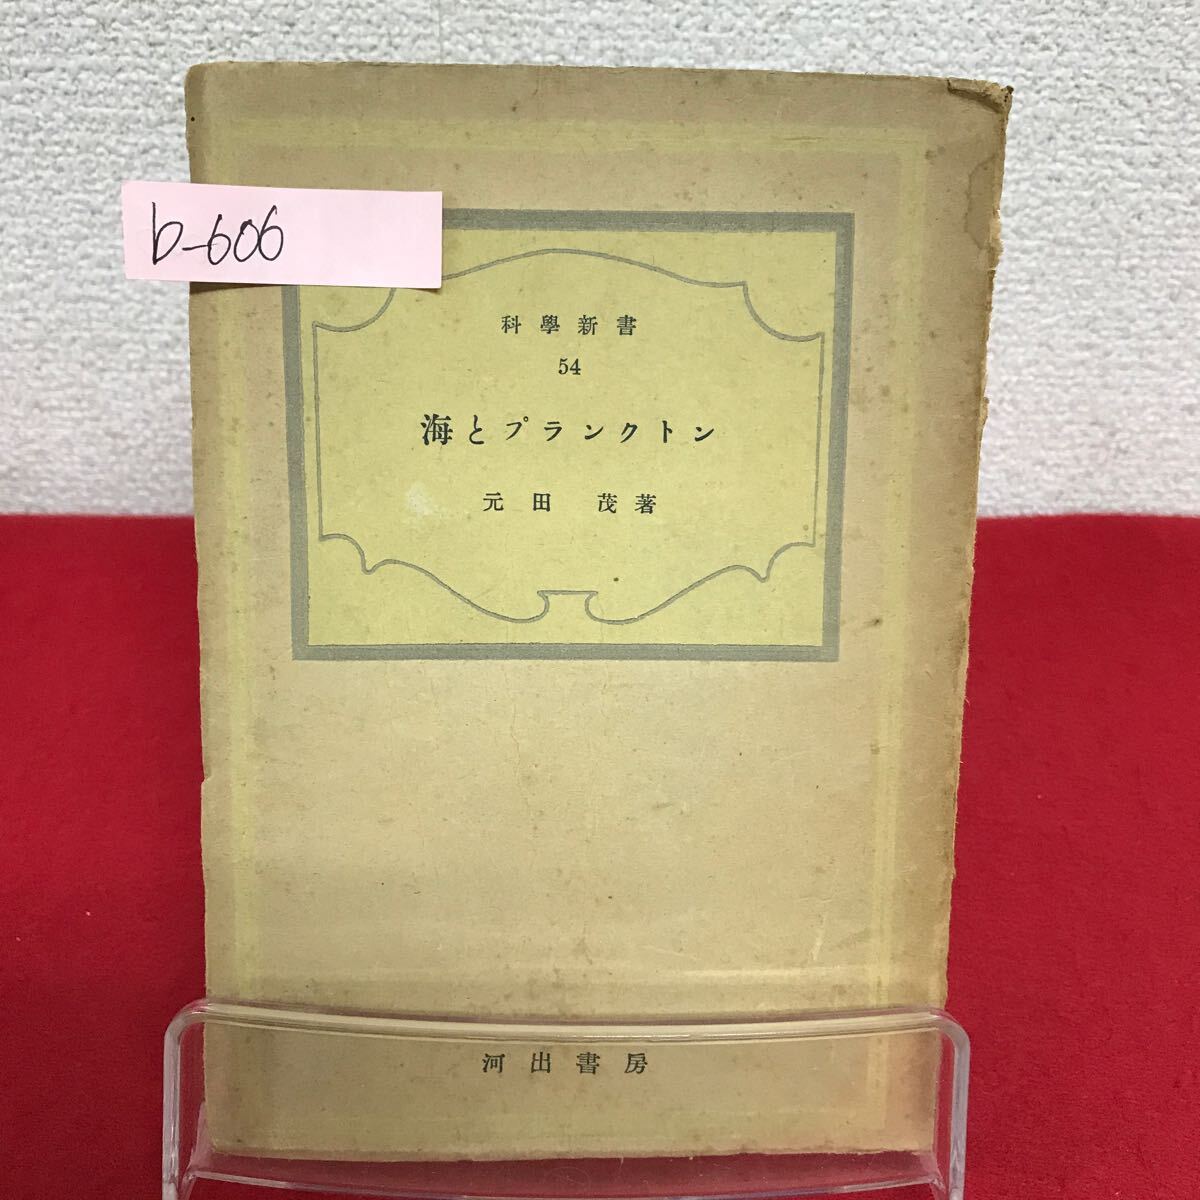 b-606
科學新書
54
海とプランクトン
元田 茂著
河出書房